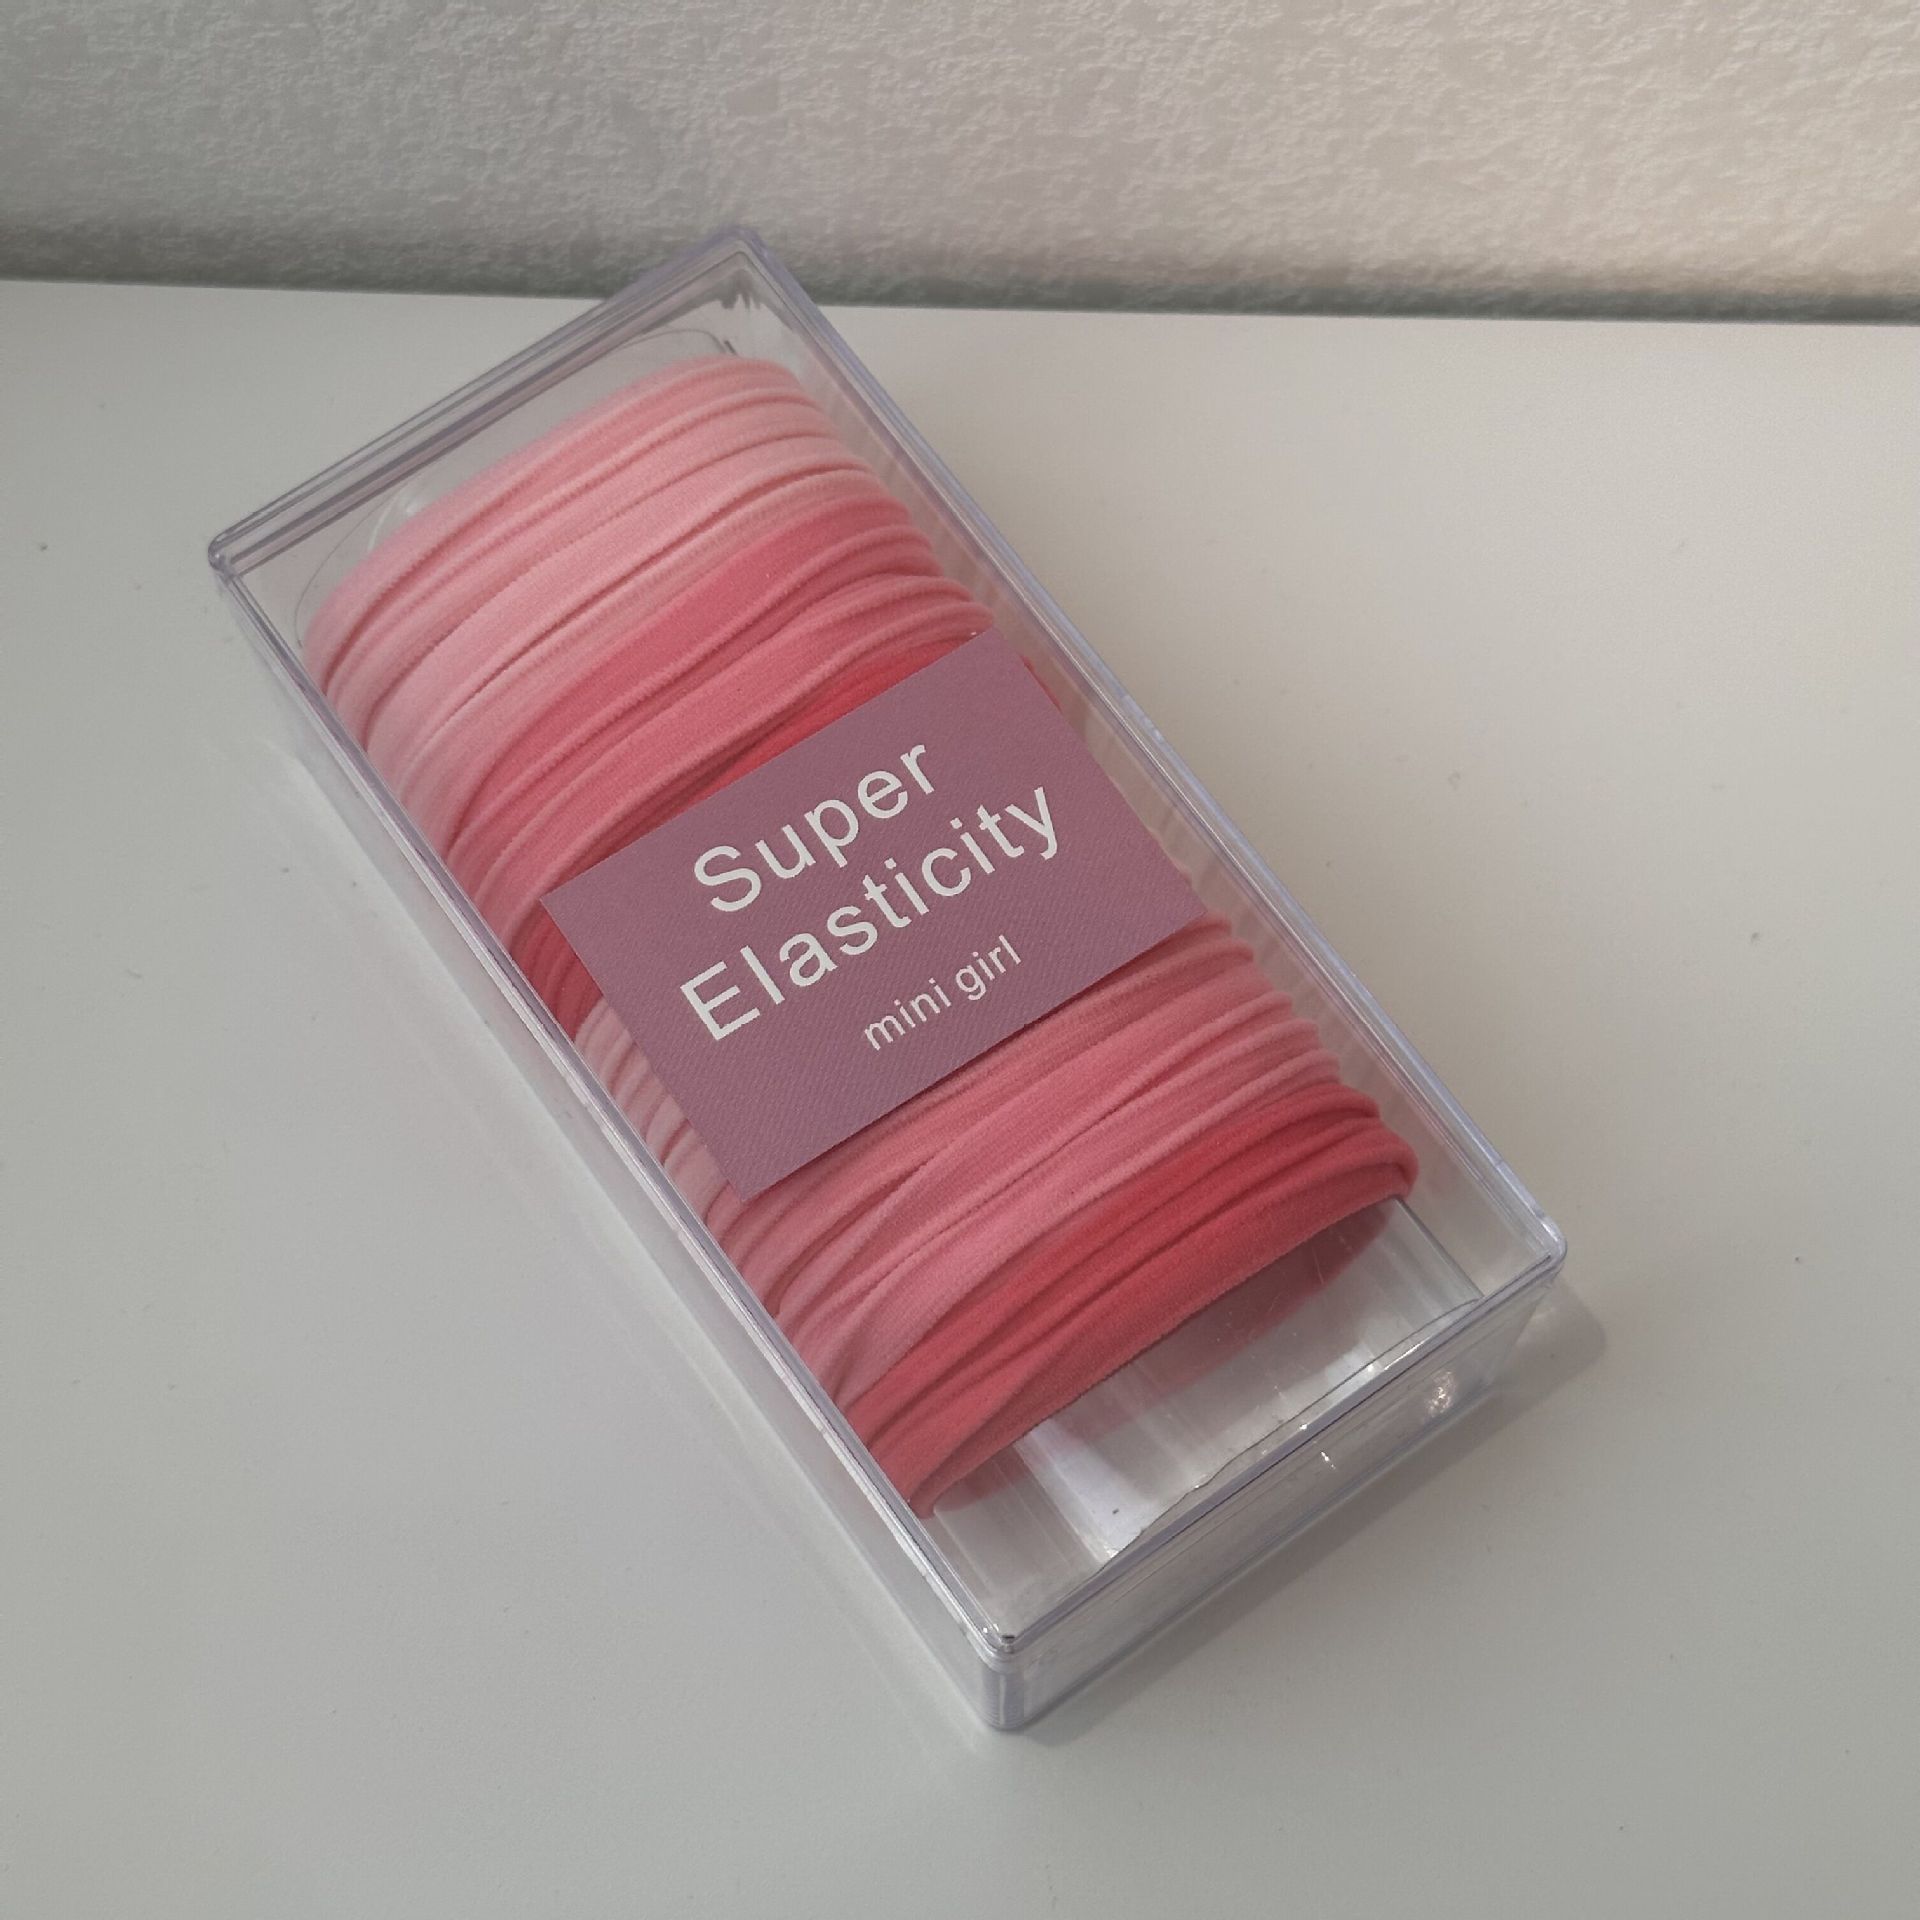 Super
Elasticity
mini girl